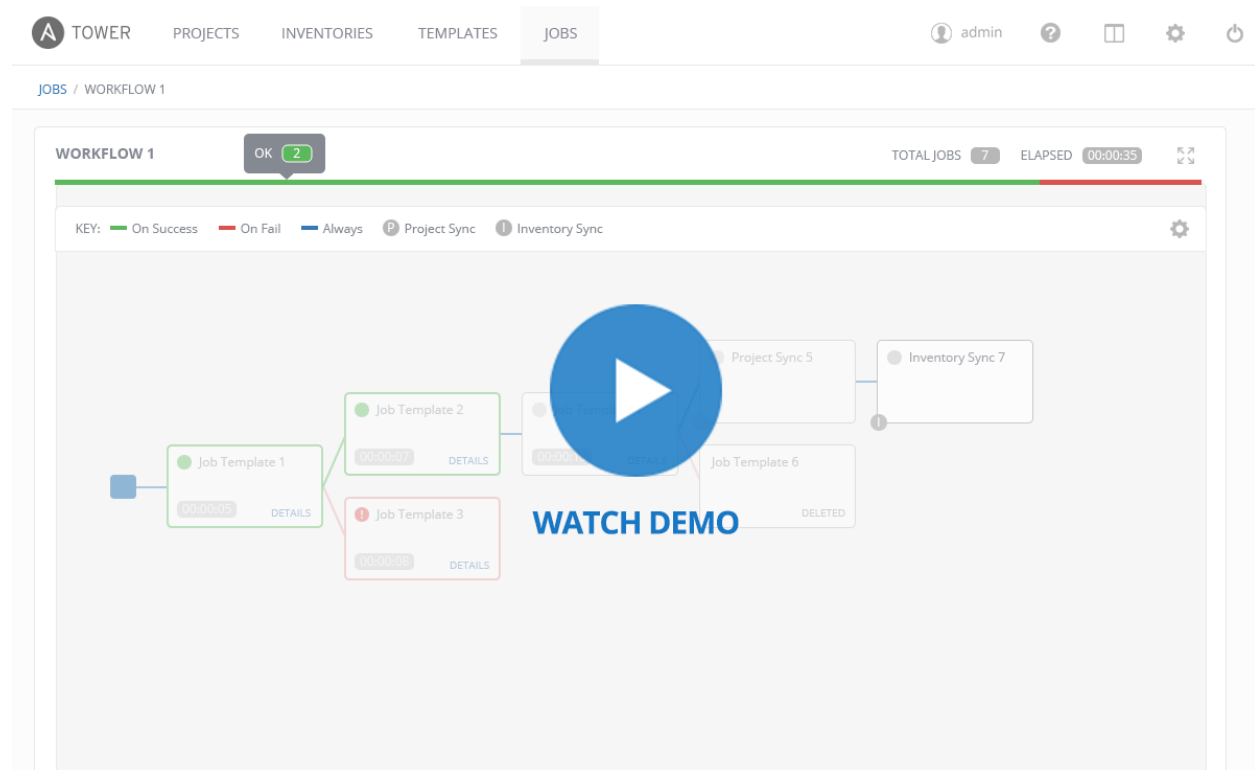 A TOWER PROJECTS INVENTORIES TEMPLATES JOBS admin ?
JOBS / WORKFLOW 1
WORKFLOW 1 OK 2 TOTAL JOBS 7 ELAPSED 00:00:35
KEY: On Success On Fail Always P Project Sync I Inventory Sync
Project Sync 5 Inventory Sync 7
Job Template 2
I
00:00:07 DETAILS DETAILS
Job Template 1 Job Template 6
00:00:05 DETAILS
! Job Template 3 DELETED
WATCH DEMO
00:00:08 DETAILS